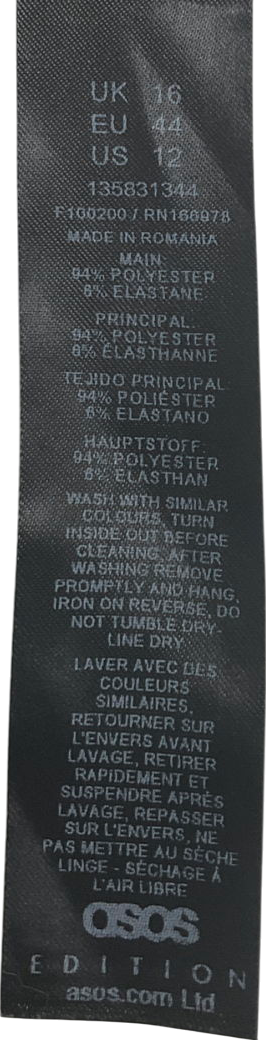 UK 16
EU 44
US 12
135831344
F100200 / RN166978
MADE IN ROMANIA
MAIN:
94% POLYESTER
6% ELASTANE
PRINCIPAL:
94% POLYESTER
6% ÉLASTHANNE
TEJIDO PRINCIPAL:
94% POLIÉSTER
6% ELASTANO
HAUPTSTOFF:
94% POLYESTER
6% ELASTHAN
WASH WITH SIMILAR
COLOURS, TURN
INSIDE OUT BEFORE
CLEANING, AFTER
WASHING REMOVE
PROMPTLY AND HANG,
IRON ON REVERSE, DO
NOT TUMBLE DRY-
LINE DRY
LAVER AVEC DES
COULEURS
SIMILAIRES,
RETOURNER SUR
L'ENVERS AVANT
LAVAGE, RETIRER
RAPIDEMENT ET
SUSPENDRE APRÈS
LAVAGE, REPASSER
SUR L'ENVERS, NE
PAS METTRE AU SÈCHE
LINGE - SÉCHAGE À
L'AIR LIBRE
asos
EDITION
asos.com Ltd